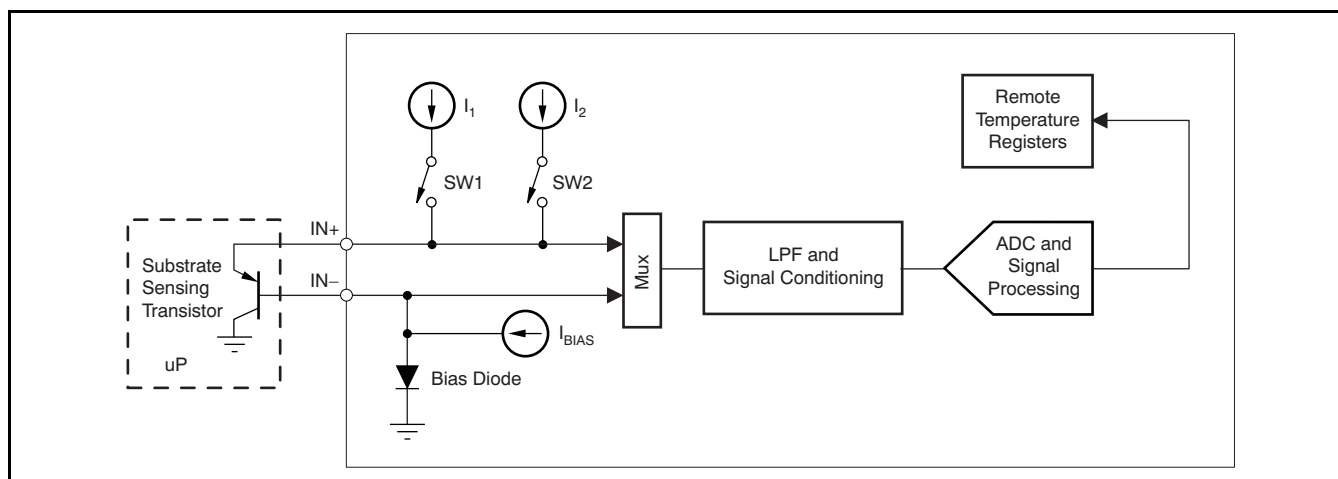 I₁
I₂
Remote
Temperature
Registers
SW1
SW2
IN+
Substrate
Sensing
Transistor
IN−
uP
Mux
LPF and
Signal Conditioning
ADC and
Signal
Processing
I_BIAS
Bias Diode